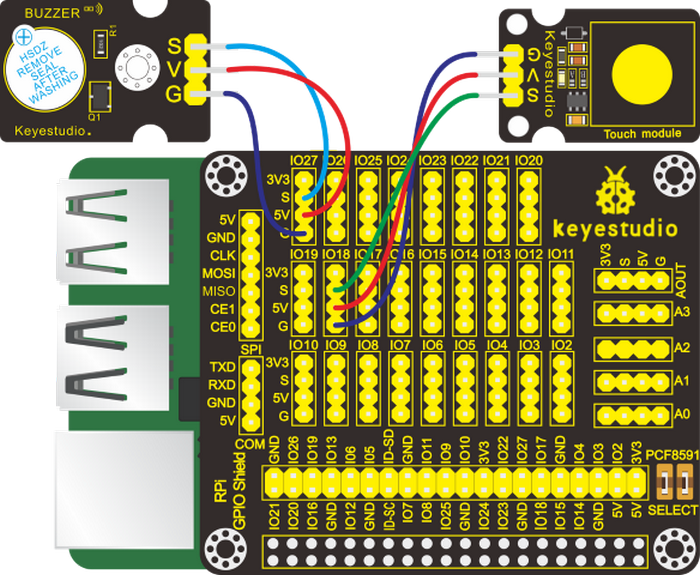 BUZZER
HSDZ
REMOVE
SEAL
AFTER
WASHING
R1
Q1
Keyestudio.
S
V
G
Keyestudio
G
V
S
Touch module
IO27 IO25 IO23 IO22 IO21 IO20
3V3
S
5V
keyestudio
5V
GND
CLK
MOSI
MISO
CE1
CE0
SPI
IO19 IO18 IO16 IO15 IO14 IO13 IO12 IO11
3V3
S
5V
G
IO10 IO9 IO8 IO7 IO6 IO5 IO4 IO3 IO2
3V3
S
5V
G
3V3 S 5V G
AOUT
A3
A2
A1
A0
TXD
RXD
GND
5V
COM
RPi
GPIO Shield
GND IO26 IO19 IO13 IO6 IO5 ID-SD GND IO11 IO9 IO10 3V3 IO22 IO27 IO17 GND IO4 IO3 IO2 3V3
IO21 IO20 IO16 GND IO12 GND ID-SC IO7 IO8 IO25 GND IO24 IO23 GND IO18 IO15 IO14 GND 5V 5V
PCF8591
SELECT